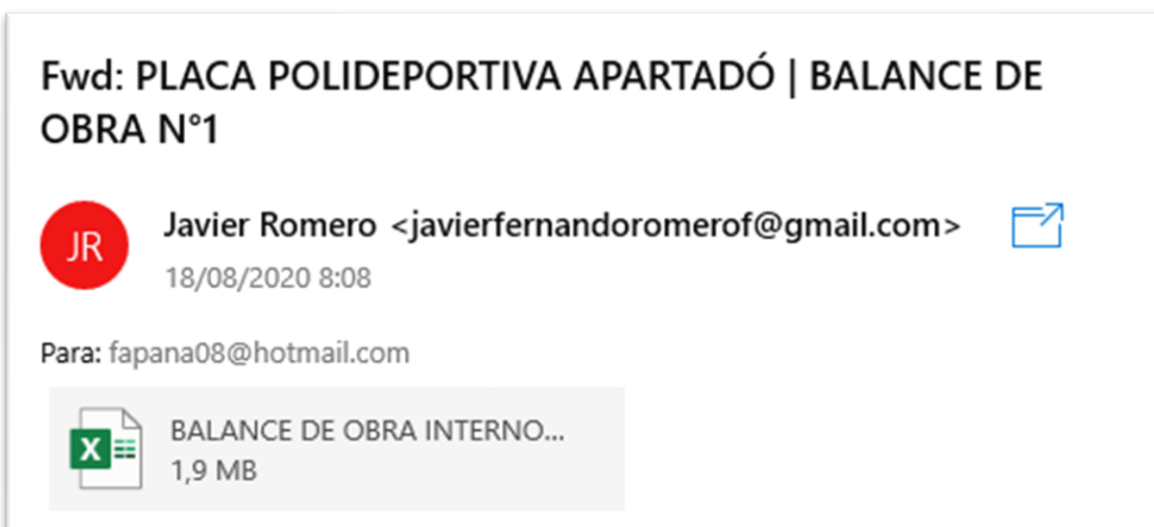 Fwd: PLACA POLIDEPORTIVA APARTADÓ | BALANCE DE
OBRA N°1
JR
Javier Romero <javierfernandoromerof@gmail.com>
18/08/2020 8:08
Para: fapana08@hotmail.com
X
BALANCE DE OBRA INTERNO...
1,9 MB